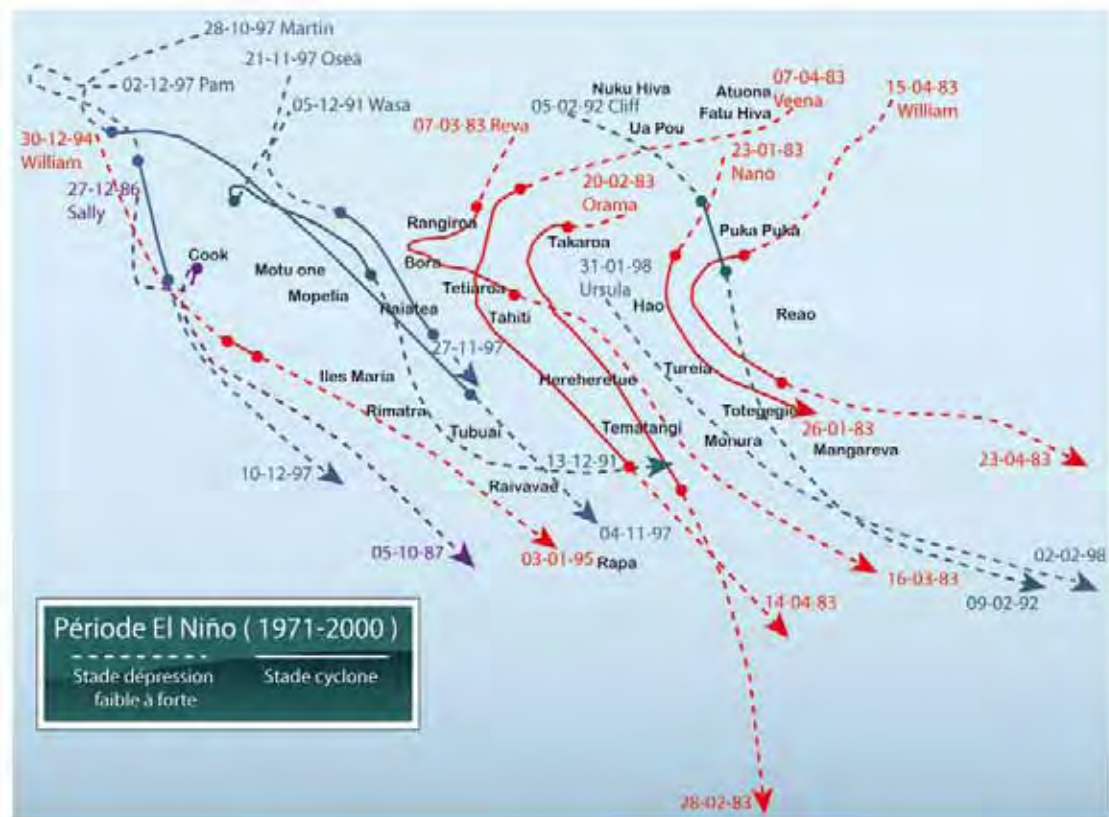 28-10-97 Martin
21-11-97 Osea
02-12-97 Pam
05-12-91 Wasa
30-12-94
William
27-12-86
Sally
07-03-83 Reva
05-02-92 Cliff
Nuku Hiva
Ua Pou
Atuona
Fatu Hiva
07-04-83
Veena
15-04-83
William
23-01-83
Nano
20-02-83
Orama
Rangiroa
Takaroa
Puka Puka
Cook
Motu one
Mopelia
Bora
Tetiaroa
31-01-98
Ursula
Raiatea
Tahiti
Hao
Reao
27-11-97
Iles Maria
Hereheretue
Tureia
Rimatra
Totegegie
Tubuai
Tematangi
26-01-83
Monura
Mangareva
10-12-97
13-12-91
23-04-83
Raivavae
04-11-97
05-10-87
03-01-95
Rapa
02-02-98
16-03-83
09-02-92
14-04-83
28-02-83
Période El Niño ( 1971-2000 )
Stade dépression
faible à forte
Stade cyclone